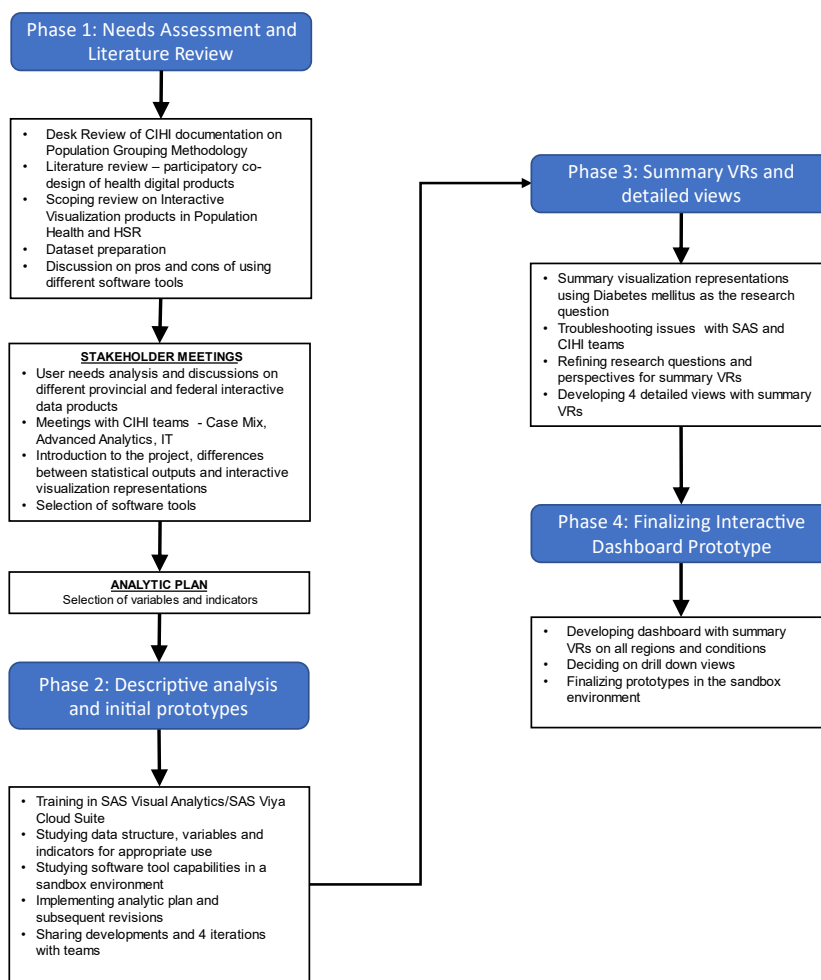 Phase 1: Needs Assessment and
Literature Review
• Desk Review of CIHI documentation on
Population Grouping Methodology
• Literature review – participatory co-
design of health digital products
• Scoping review on Interactive
Visualization products in Population
Health and HSR
• Dataset preparation
• Discussion on pros and cons of using
different software tools
STAKEHOLDER MEETINGS
• User needs analysis and discussions on
different provincial and federal interactive
data products
• Meetings with CIHI teams - Case Mix,
Advanced Analytics, IT
• Introduction to the project, differences
between statistical outputs and interactive
visualization representations
• Selection of software tools
ANALYTIC PLAN
Selection of variables and indicators
Phase 2: Descriptive analysis
and initial prototypes
• Training in SAS Visual Analytics/SAS Viya
Cloud Suite
• Studying data structure, variables and
indicators for appropriate use
• Studying software tool capabilities in a
sandbox environment
• Implementing analytic plan and
subsequent revisions
• Sharing developments and 4 iterations
with teams
Phase 3: Summary VRs and
detailed views
• Summary visualization representations
using Diabetes mellitus as the research
question
• Troubleshooting issues with SAS and
CIHI teams
• Refining research questions and
perspectives for summary VRs
• Developing 4 detailed views with summary
VRs
Phase 4: Finalizing Interactive
Dashboard Prototype
• Developing dashboard with summary
VRs on all regions and conditions
• Deciding on drill down views
• Finalizing prototypes in the sandbox
environment